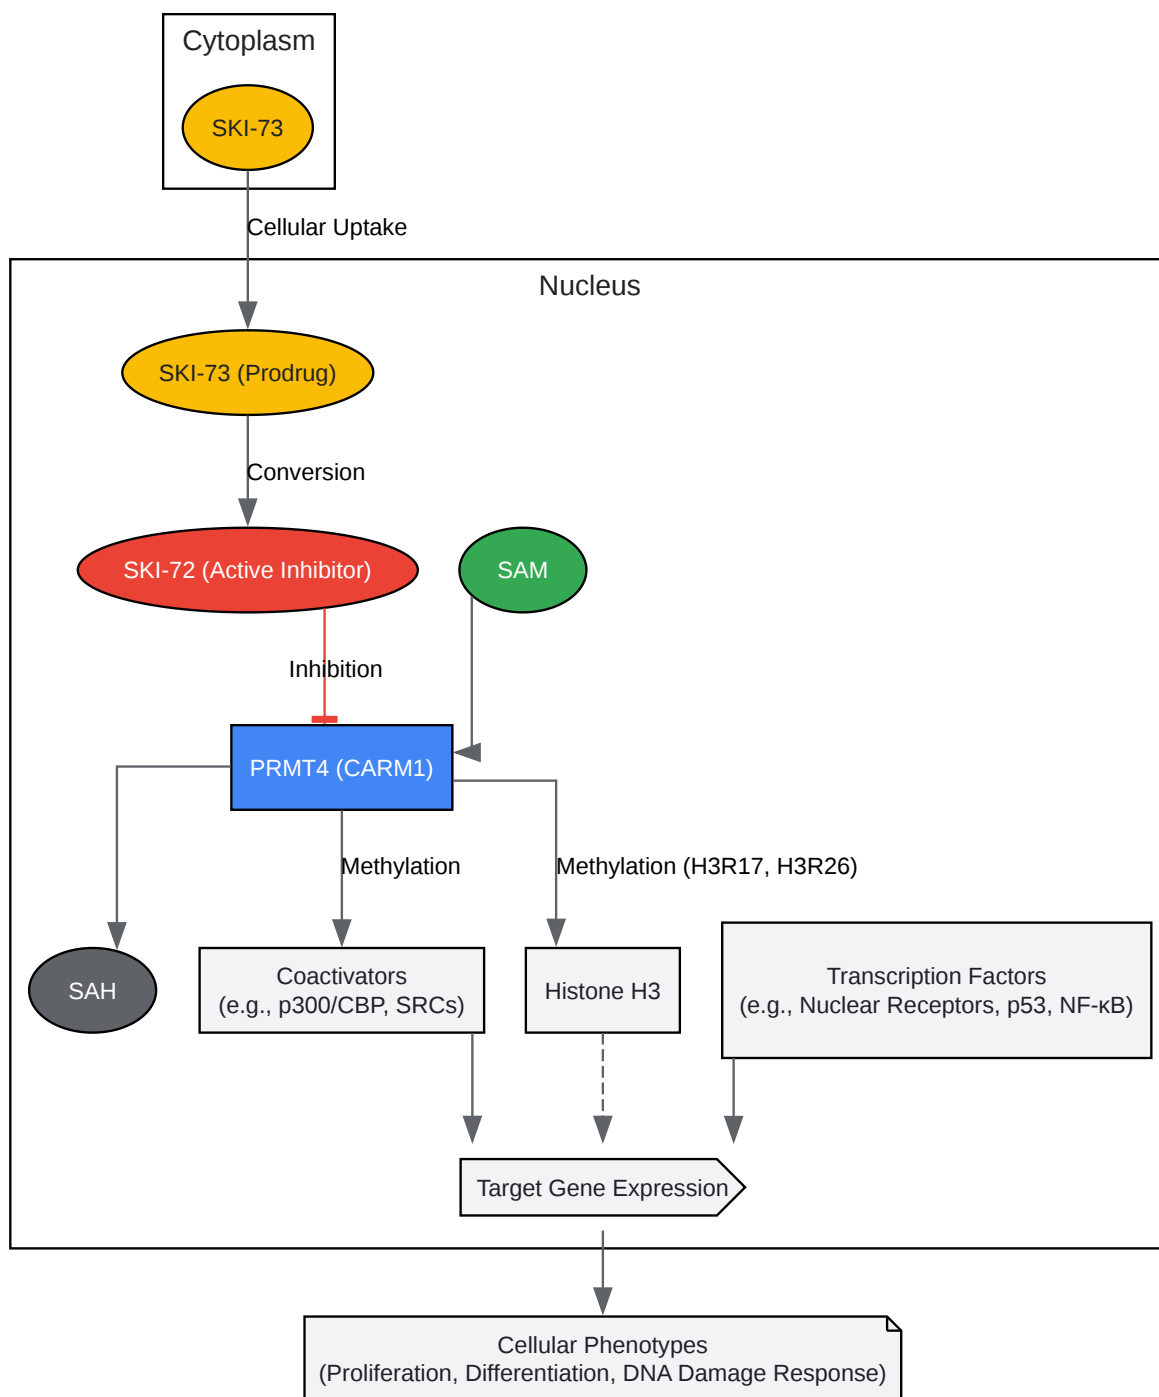 Cytoplasm
SKI-73
Cellular Uptake
Nucleus
SKI-73 (Prodrug)
Conversion
SKI-72 (Active Inhibitor)
SAM
Inhibition
PRMT4 (CARM1)
Methylation
Methylation (H3R17, H3R26)
SAH
Coactivators
(e.g., p300/CBP, SRCs)
Histone H3
Transcription Factors
(e.g., Nuclear Receptors, p53, NF-κB)
Target Gene Expression
Cellular Phenotypes
(Proliferation, Differentiation, DNA Damage Response)